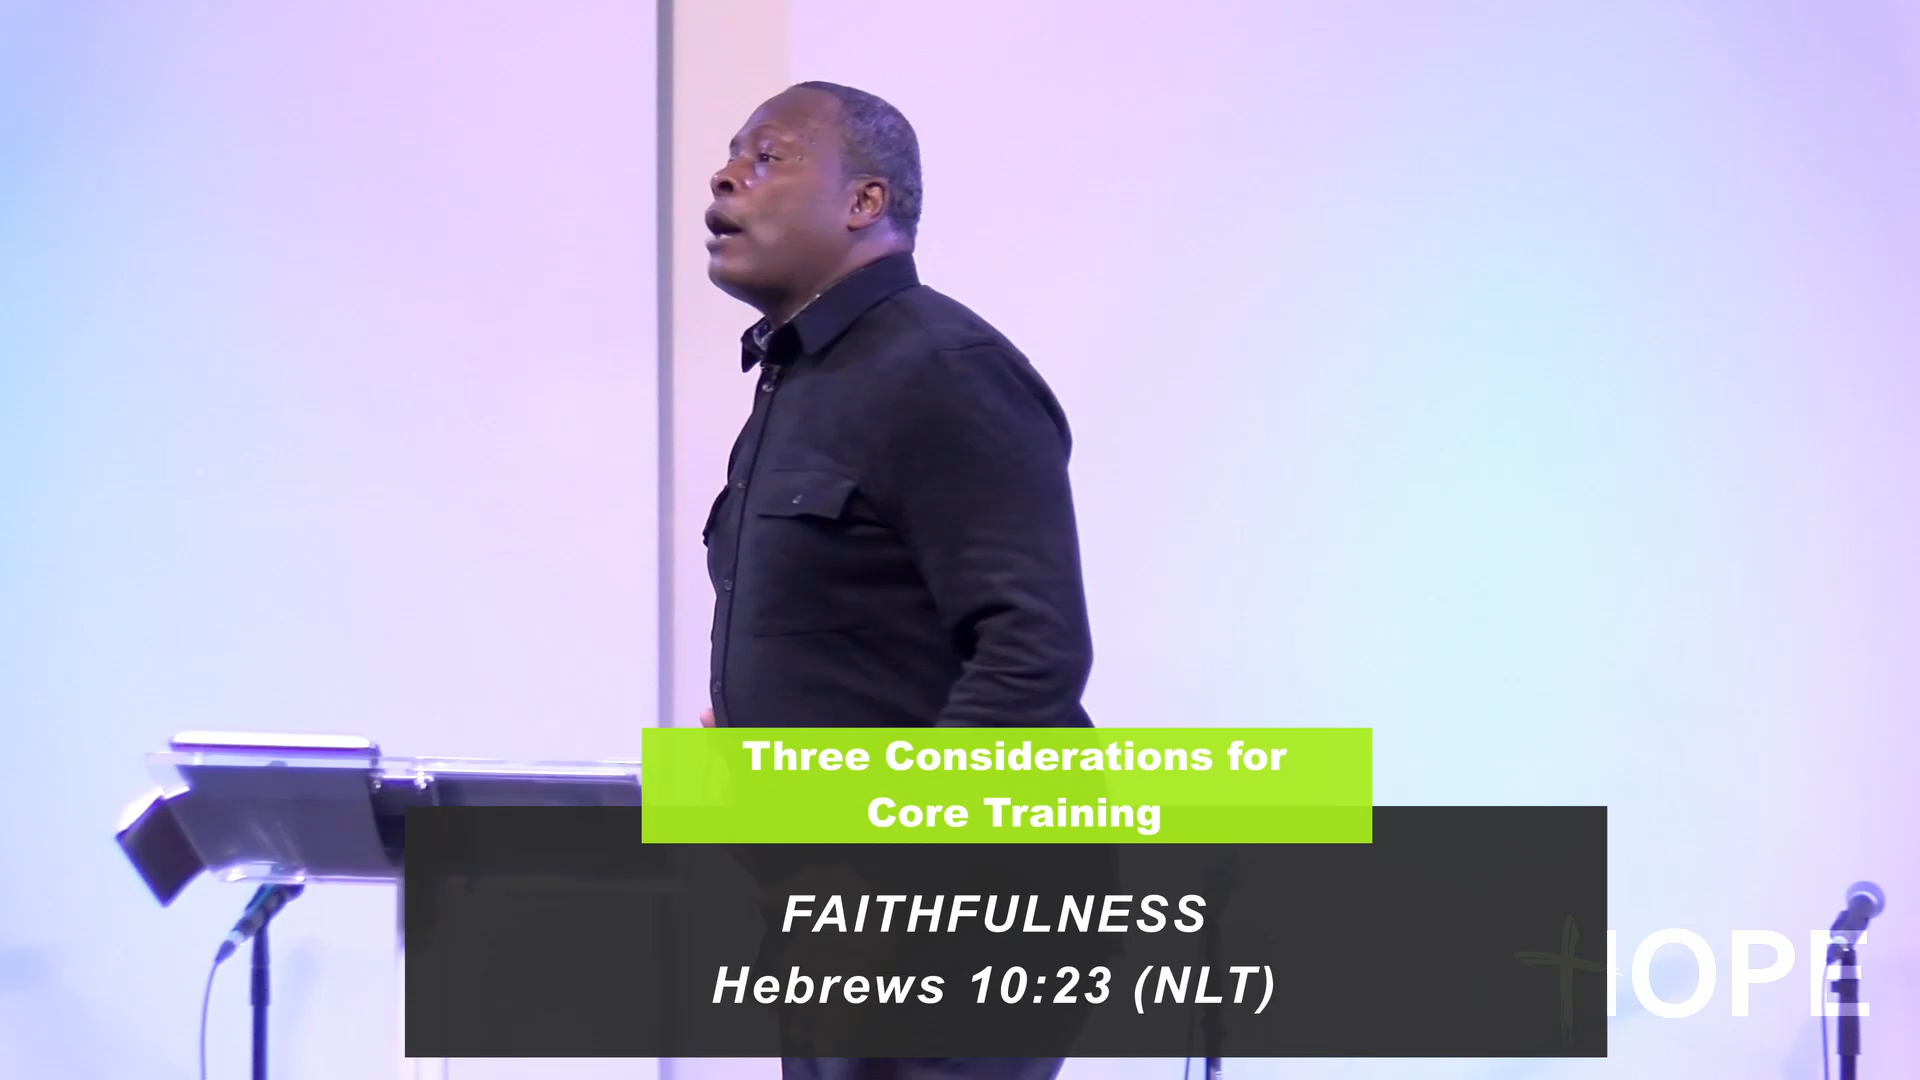 Three Considerations for
Core Training
FAITHFULNESS
Hebrews 10:23 (NLT)
HOPE